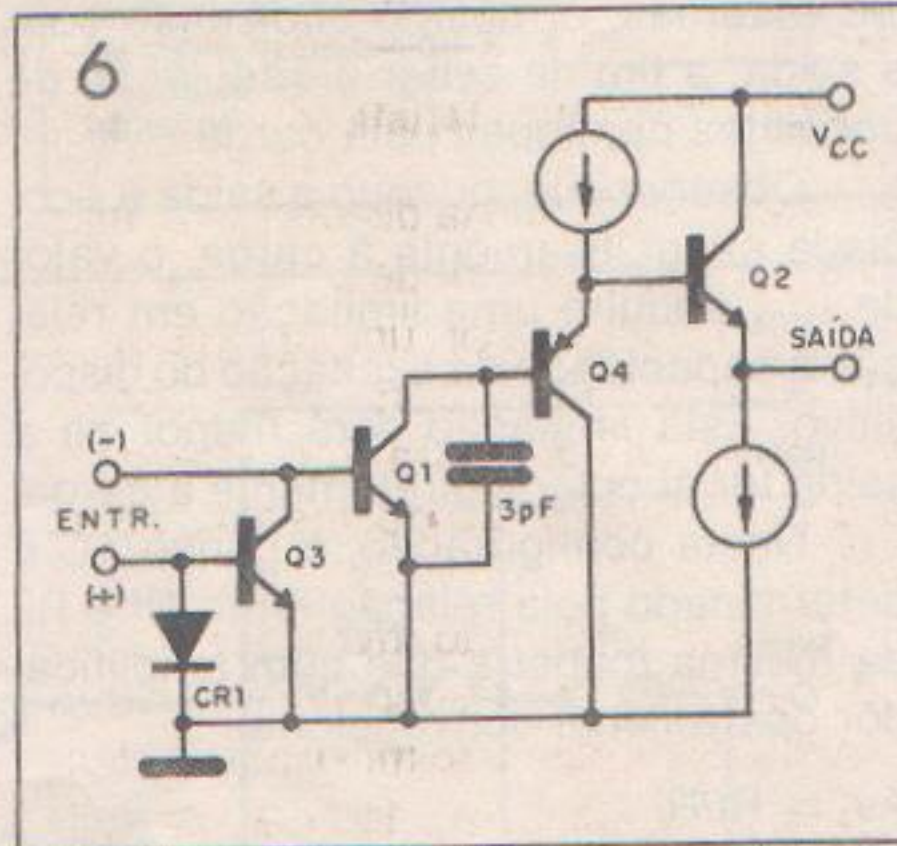 6
VCC
Q2
SAÍDA
Q4
(-)
Q1
3pF
ENTR.
Q3
(+)
CR1